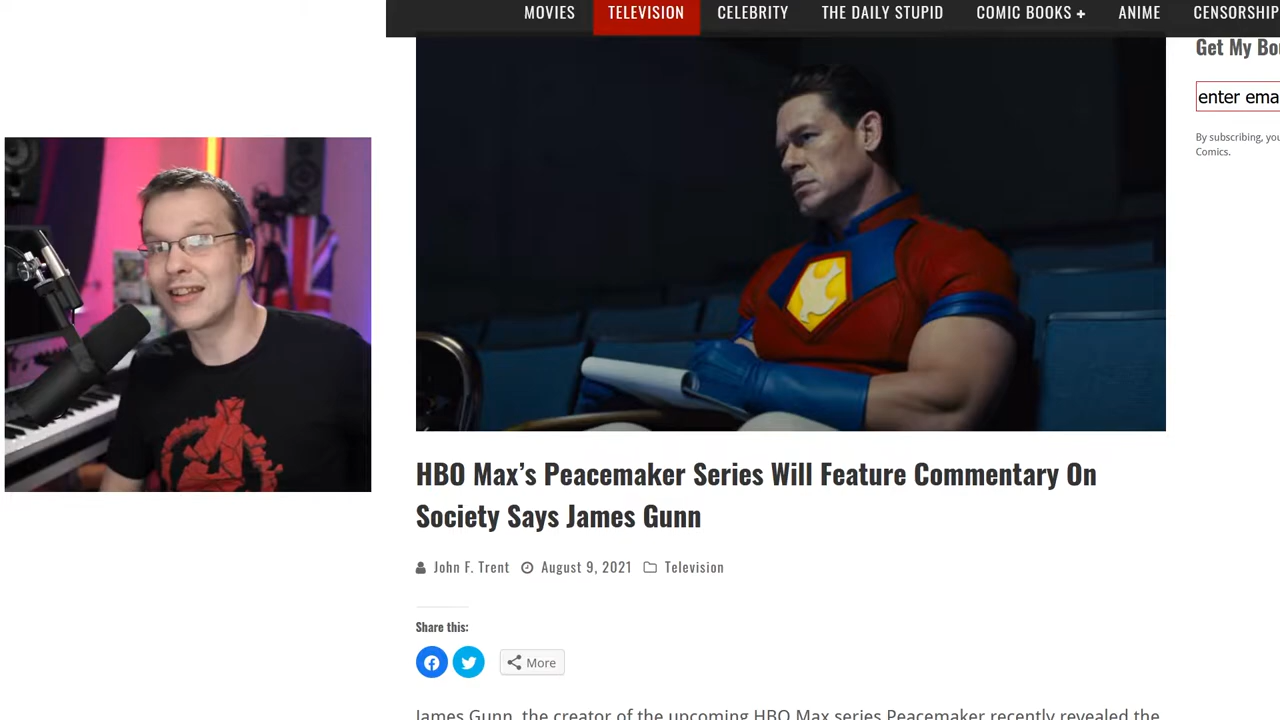 MOVIES TELEVISION CELEBRITY THE DAILY STUPID COMIC BOOKS + ANIME CENSORSHIP
Get My Bo
enter ema
By subscribing, you
Comics.
HBO Max’s Peacemaker Series Will Feature Commentary On
Society Says James Gunn
John F. Trent August 9, 2021 Television
Share this:
More
James Gunn, the creator of the upcoming HBO Max series Peacemaker recently revealed the